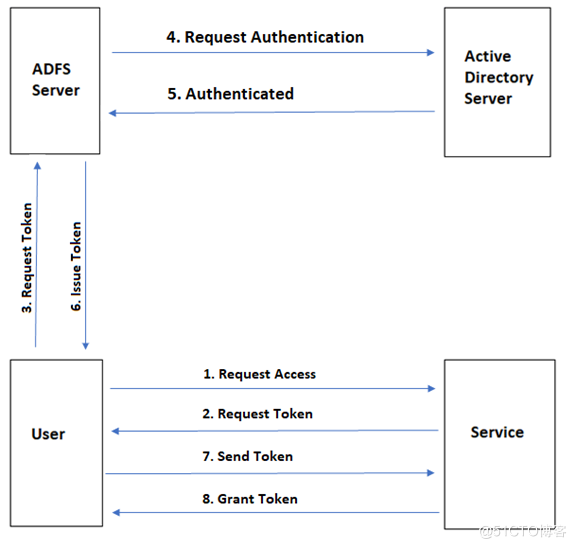 4. Request Authentication
ADFS
Server
Active
Directory
Server
5. Authenticated
3. Request Token
6. Issue Token
1. Request Access
User
2. Request Token
Service
7. Send Token
8. Grant Token
@51CTO博客